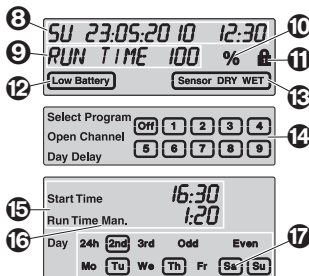 8 SU 23:05:2010 12:30 10
9 RUN TIME 100 % 11
12 Low Battery Sensor DRY WET 13
Select Program Off 1 2 3 4
Open Channel 14
Day Delay 5 6 7 8 9
15 Start Time 16:30
16 Run Time Man. 1:20
Day 24h 2nd 3rd Odd Even 17
Mo Tu We Th Fr Sa Su